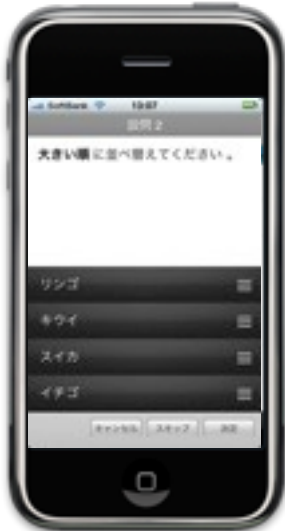 SoftBank 10:07
設問 2
大きい順 に並べ替えてください 。
リンゴ
キウイ
スイカ
イチゴ
キャンセル スキップ 決定